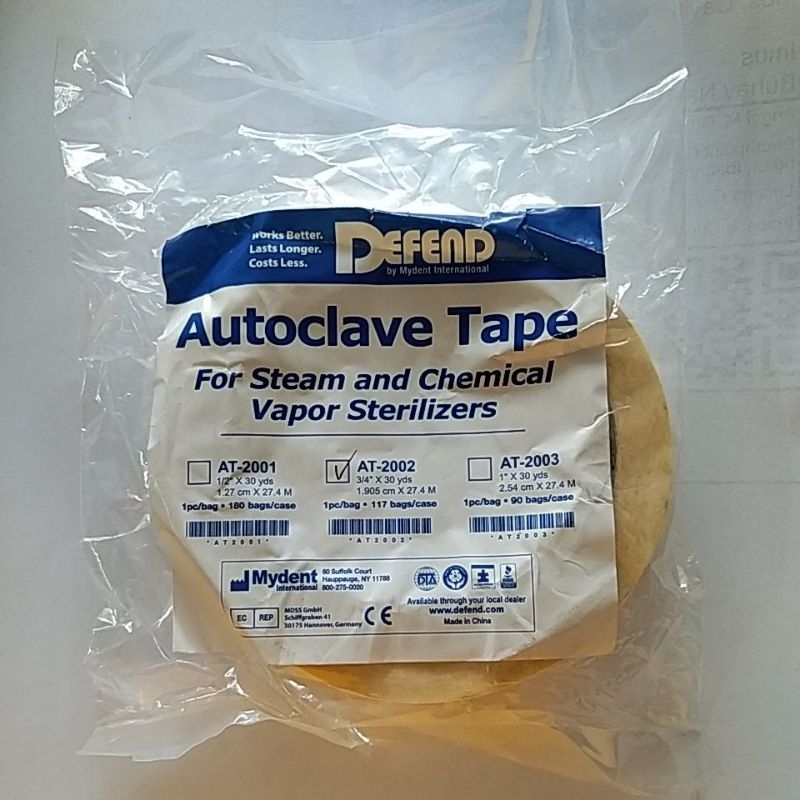 Works Better.
Lasts Longer.
Costs Less.
DEFEND
by Mydent International
Autoclave Tape
For Steam and Chemical
Vapor Sterilizers
AT-2001
1/2" X 30 yds
1.27 cm X 27.4 M
1pc/bag • 180 bags/case
*AT2001*
AT-2002
3/4" X 30 yds
1.905 cm X 27.4 M
1pc/bag • 117 bags/case
*AT2002*
AT-2003
1" X 30 yds
2.54 cm X 27.4 M
1pc/bag • 90 bags/case
*AT2003*
Mydent
International
80 Suffolk Court
Hauppauge, NY 11788
800-275-0020
EC REP
MDSS GmbH
Schiffgraben 41
30175 Hannover, Germany
CE
DTA
Available through your local dealer
www.defend.com
Made in China